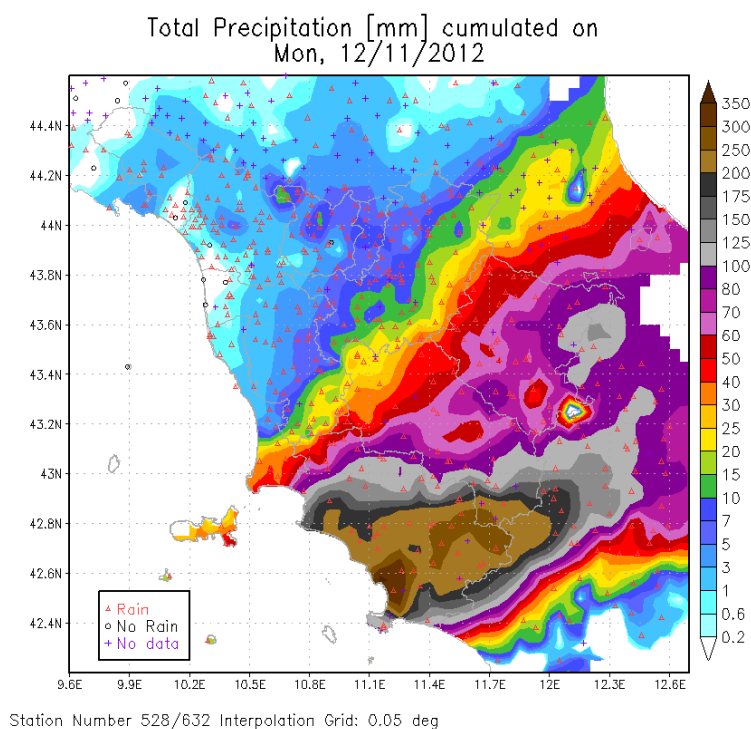 Total Precipitation [mm] cumulated on
Mon, 12/11/2012
44.4N
44.2N
44N
43.8N
43.6N
43.4N
43.2N
43N
42.8N
42.6N
42.4N
9.6E 9.9E 10.2E 10.5E 10.8E 11.1E 11.4E 11.7E 12E 12.3E 12.6E
Rain
No Rain
No data
350
300
250
200
175
150
125
100
80
70
60
50
40
30
25
20
15
10
7
5
3
1
0.6
0.2
Station Number 528/632 Interpolation Grid: 0.05 deg